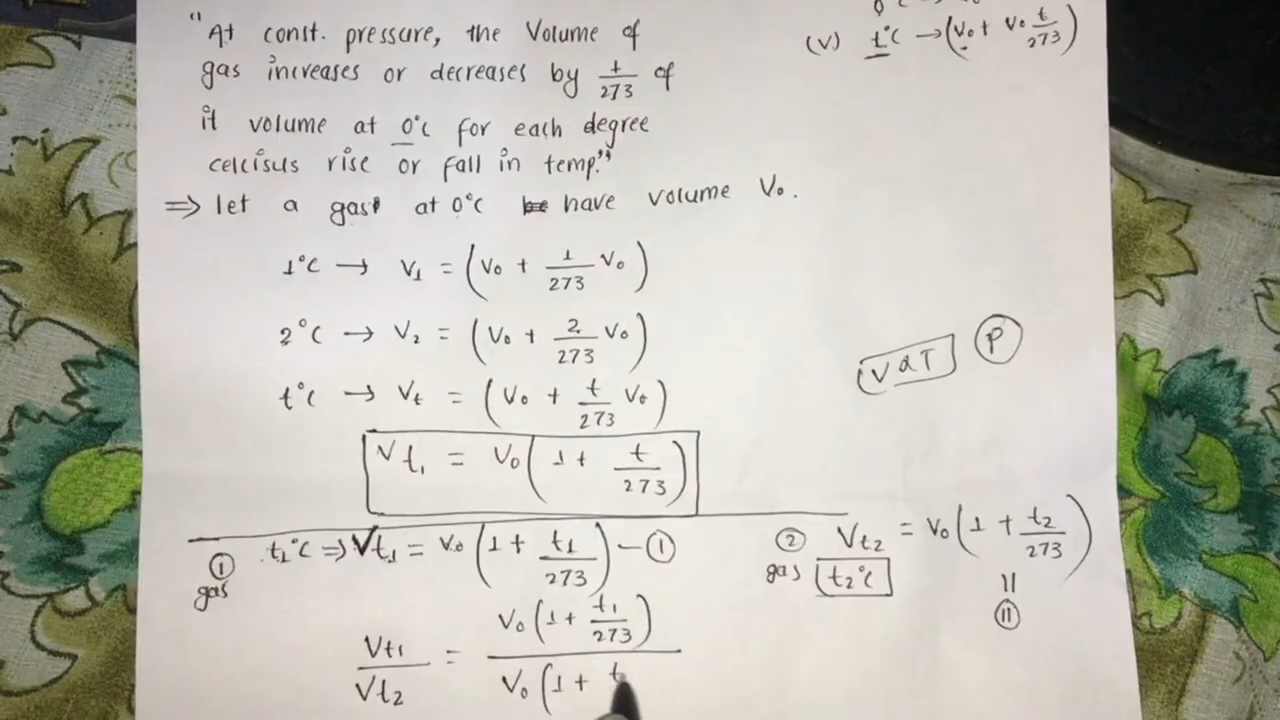 "At const. pressure, the Volume of
gas increases or decreases by t/273 of
it volume at 0°c for each degree
celcisus rise or fall in temp."
⇒ let a gas at 0°c have volume V₀.
1°c → V₁ = (V₀ + 1/273 V₀)
2°c → V₂ = (V₀ + 2/273 V₀)
t°c → Vt = (V₀ + t/273 V₀)
Vt₁ = V₀(1 + t/273)
① gas t₁°c ⇒ Vt₁ = V₀(1 + t₁/273) — ①
Vt₁/Vt₂ = V₀(1 + t₁/273)/V₀(1 + t
(V) t°c → (V₀ + V₀ t/273)
VαT P
② gas t₂°c Vt₂ = V₀(1 + t₂/273)
= ⑪